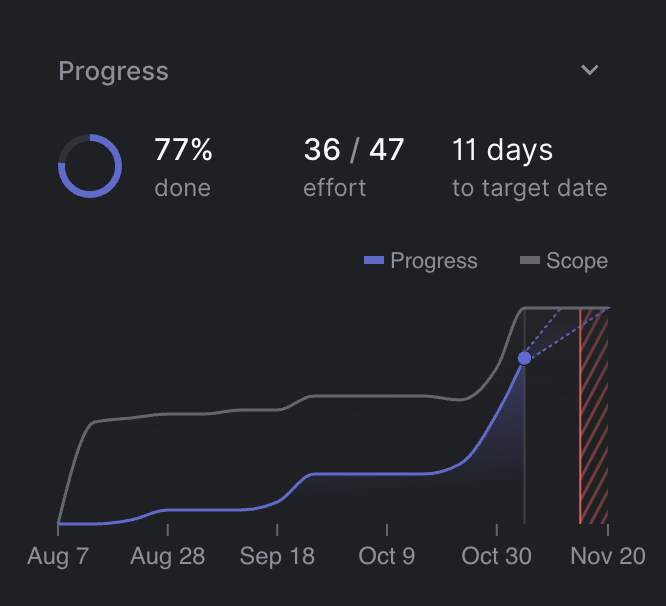 Progress
77% 36 / 47 11 days
done effort to target date
Progress Scope
Aug 7 Aug 28 Sep 18 Oct 9 Oct 30 Nov 20